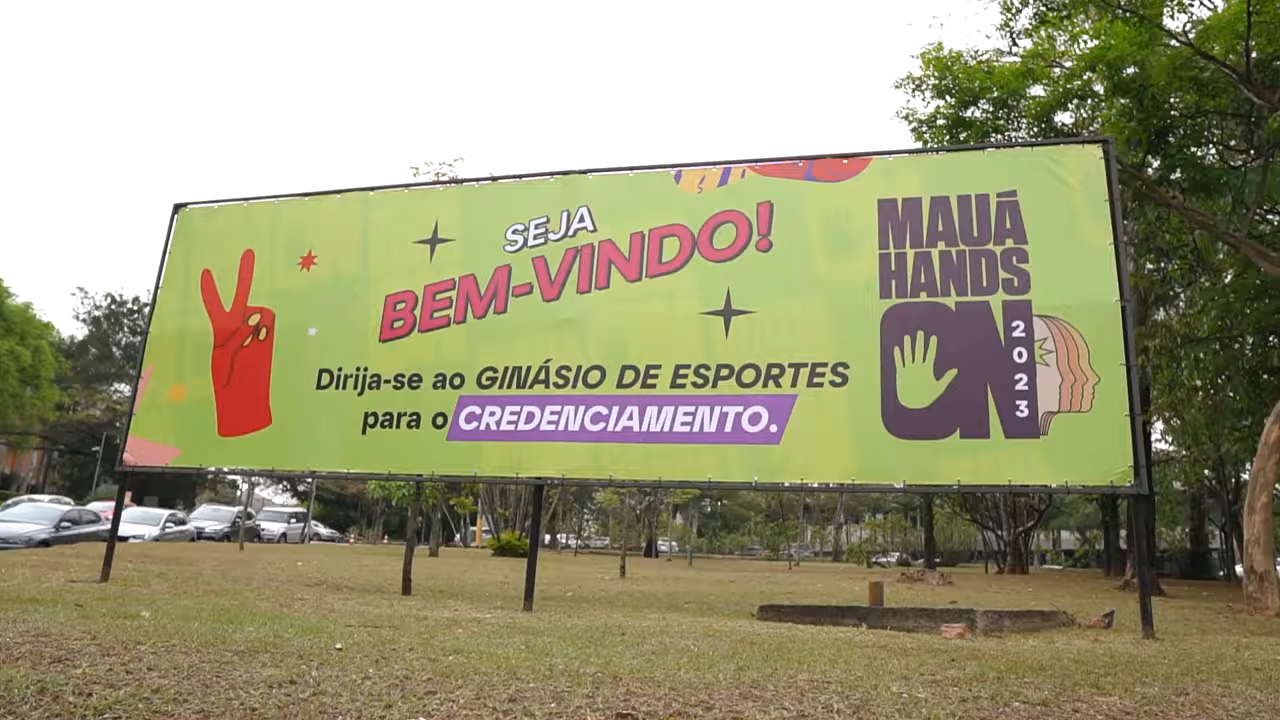 SEJA
BEM-VINDO!
Dirija-se ao GINÁSIO DE ESPORTES
para o CREDENCIAMENTO.
MAUÁ
HANDS
ON
2023